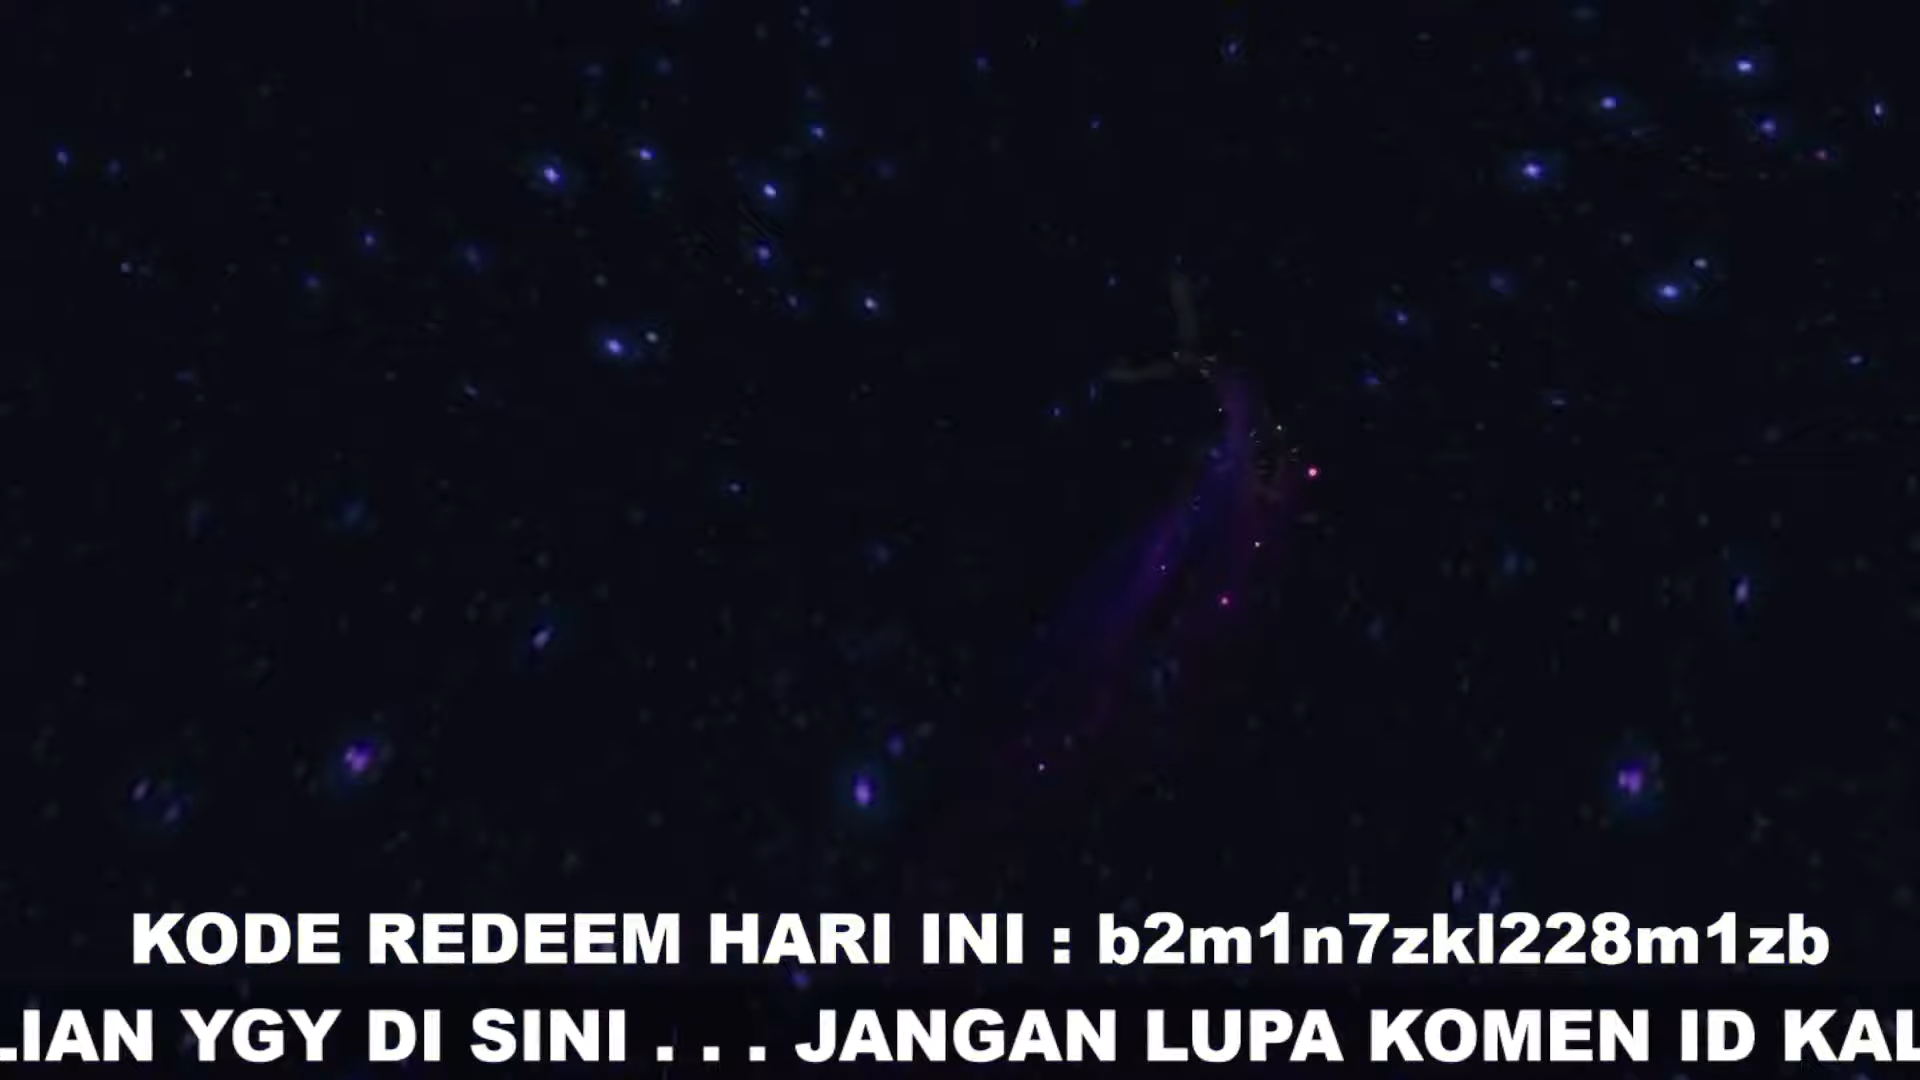 KODE REDEEM HARI INI : b2m1n7zkl228m1zb
LIAN YGY DI SINI . . . JANGAN LUPA KOMEN ID KAL